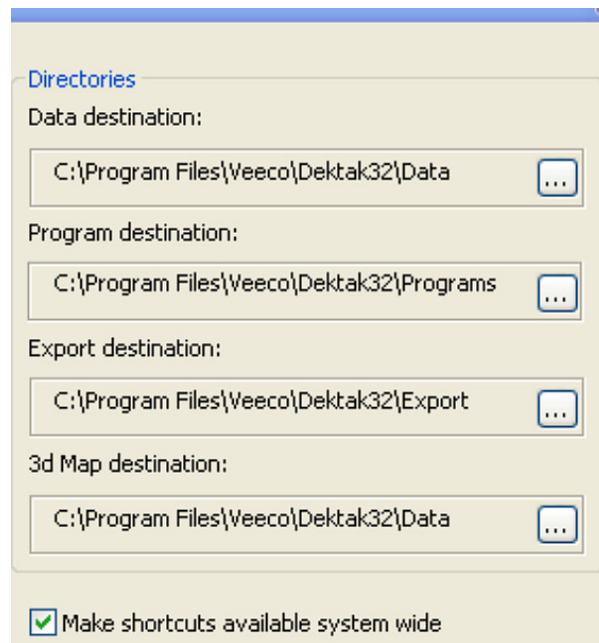 Directories
Data destination:
C:\Program Files\Veeco\Dektak32\Data
...
Program destination:
C:\Program Files\Veeco\Dektak32\Programs
...
Export destination:
C:\Program Files\Veeco\Dektak32\Export
...
3d Map destination:
C:\Program Files\Veeco\Dektak32\Data
...
Make shortcuts available system wide